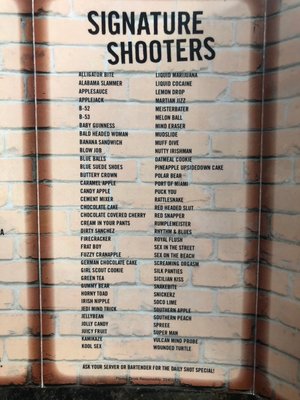 SIGNATURE
SHOOTERS
ALLIGATOR BITE
ALABAMA SLAMMER
APPLESAUCE
APPLEJACK
B-52
B-53
BABY GUINNESS
BALD HEADED WOMAN
BANANA SANDWICH
BLOW JOB
BLUE BALLS
BLUE SUEDE SHOES
BUTTERY CROWN
CARAMEL APPLE
CANDY APPLE
CEMENT MIXER
CHOCOLATE CAKE
CHOCOLATE COVERED CHERRY
CREAM IN YOUR PANTS
DIRTY SANCHEZ
FIRECRACKER
FRAT BOY
FUZZY CRANAPPLE
GERMAN CHOCOLATE CAKE
GIRL SCOUT COOKIE
GREEN TEA
GUMMY BEAR
HORNY TOAD
IRISH NIPPLE
JEDI MIND TRICK
JELLYBEAN
JOLLY CANDY
JUICY FRUIT
KAMIKAZE
KOOL SEX
LIQUID MARIJUANA
LIQUID COCAINE
LEMON DROP
MARTIAN JIZZ
MEISTERBATER
MELON BALL
MIND ERASER
MUDSLIDE
MUFF DIVE
NUTTY IRISHMAN
OATMEAL COOKIE
PINEAPPLE UPSIDEDOWN CAKE
POLAR BEAR
PORT OF MIAMI
PUCK YOU
RATTLESNAKE
RED HEADED SLUT
RED SNAPPER
RUMPLEMEISTER
RHYTHM & BLUES
ROYAL FLUSH
SEX IN THE STREET
SEX ON THE BEACH
SCREAMING ORGASM
SILK PANTIES
SICILIAN KISS
SNAKEBITE
SNICKERZ
SOCO LIME
SOUTHERN APPLE
SOUTHERN PEACH
SPREEE
SUPER MAN
VULCAN MIND PROBE
WOUNDED TURTLE
ASK YOUR SERVER OR BARTENDER FOR THE DAILY SHOT SPECIAL!
Please Drink Responsibly